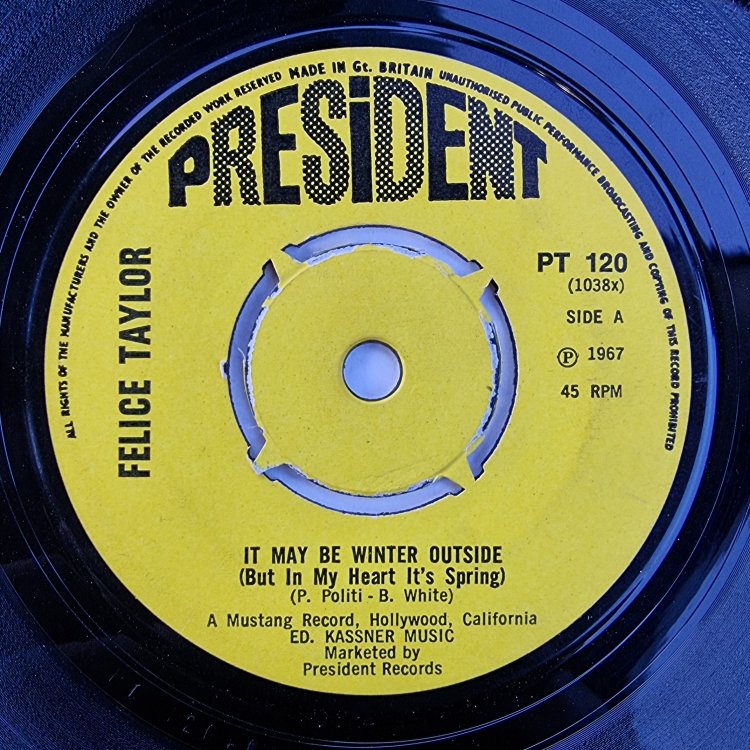 ALL RIGHTS OF THE MANUFACTURERS AND THE OWNER OF THE RECORDED WORK RESERVED MADE IN Gt. BRITAIN UNAUTHORISED PUBLIC PERFORMANCE BROADCASTING AND COPYING OF THIS RECORD PROHIBITED
PRESiDENT
FELICE TAYLOR
PT 120
(1038x)
SIDE A
Ⓟ 1967
45 RPM
IT MAY BE WINTER OUTSIDE
(But In My Heart It's Spring)
(P. Politi - B. White)
A Mustang Record, Hollywood, California
ED. KASSNER MUSIC
Marketed by
President Records